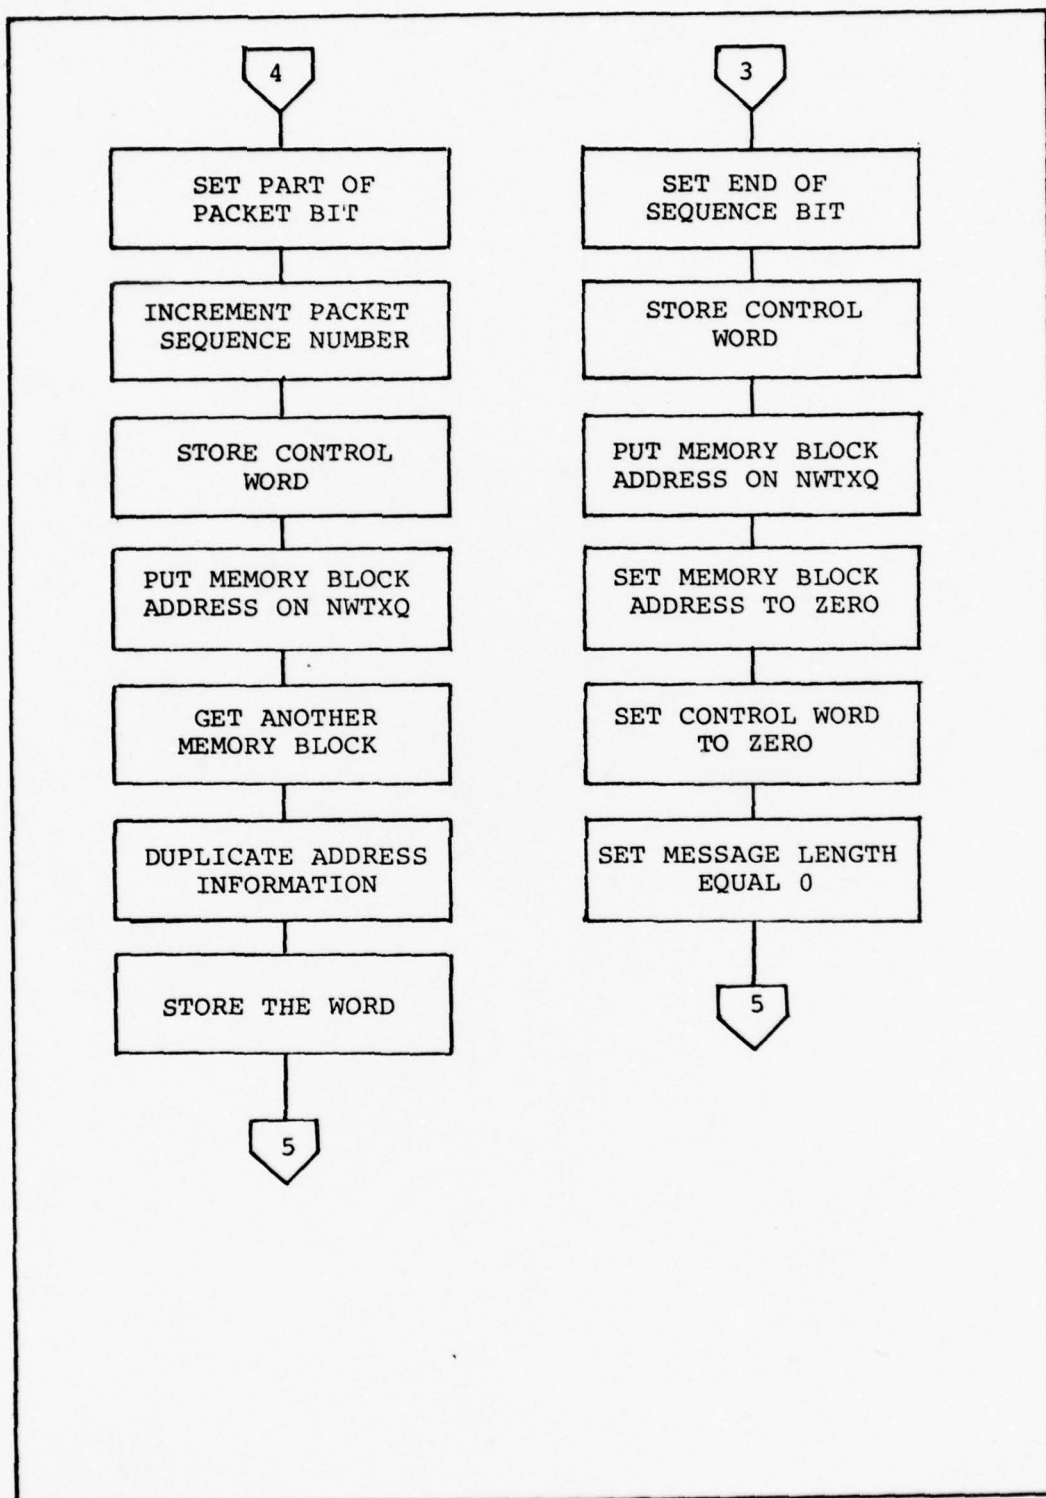 4
SET PART OF
PACKET BIT
INCREMENT PACKET
SEQUENCE NUMBER
STORE CONTROL
WORD
PUT MEMORY BLOCK
ADDRESS ON NWTXQ
GET ANOTHER
MEMORY BLOCK
DUPLICATE ADDRESS
INFORMATION
STORE THE WORD
5
3
SET END OF
SEQUENCE BIT
STORE CONTROL
WORD
PUT MEMORY BLOCK
ADDRESS ON NWTXQ
SET MEMORY BLOCK
ADDRESS TO ZERO
SET CONTROL WORD
TO ZERO
SET MESSAGE LENGTH
EQUAL 0
5